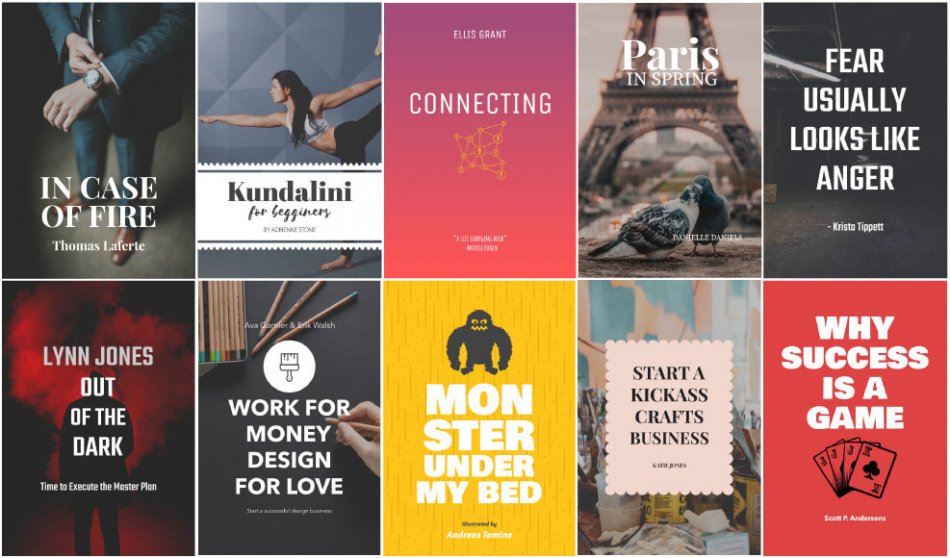 IN CASE
OF FIRE
Thomas Laferte
Kundalini
for begginers
BY ADRIENNE STONE
ELLIS GRANT
CONNECTING
"A LIFE CHANGING BOOK"
Paris
IN SPRING
DANIELLE DANIELS
FEAR
USUALLY
LOOKS LIKE
ANGER
- Krista Tippett
LYNN JONES
OUT
OF THE
DARK
Time to Execute the Master Plan
Ava Garnier & Erik Walsh
WORK FOR
MONEY
DESIGN
FOR LOVE
Start a successful design business
MON
STER
UNDER
MY BED
Illustrated by
Andreas Tomine
START A
KICKASS
CRAFTS
BUSINESS
KATIE JONES
WHY
SUCCESS
IS A
GAME
Scott P. Andersons